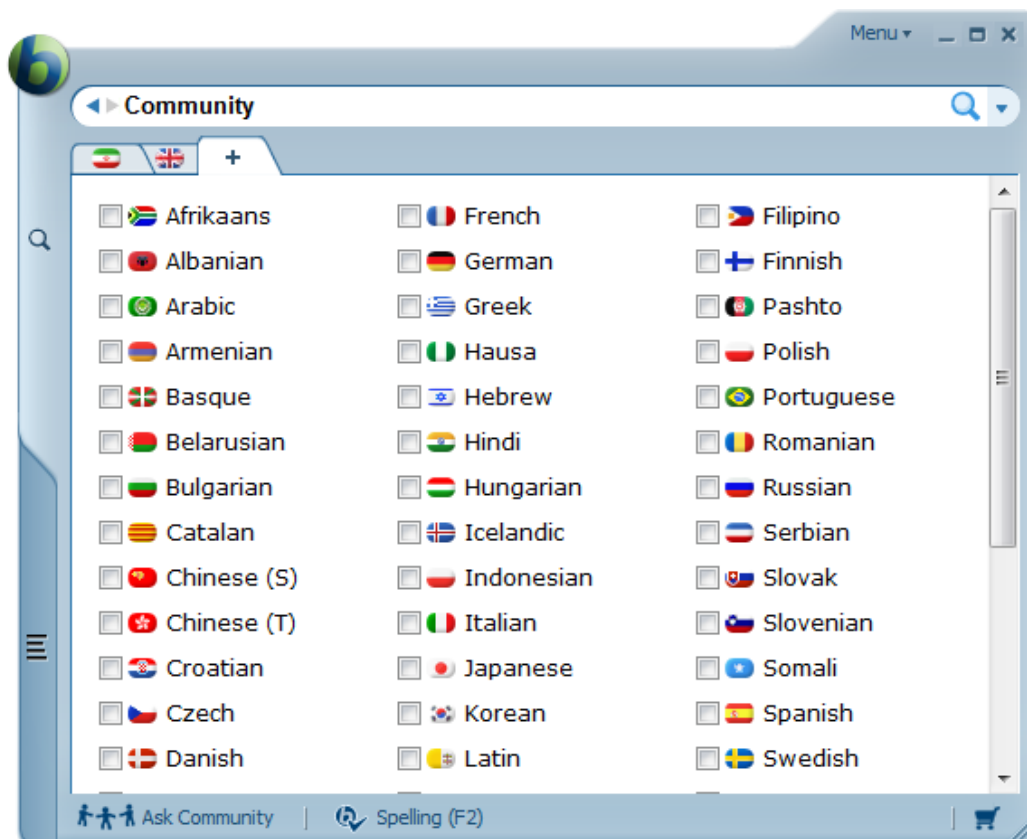 Menu
Community
+
Afrikaans French Filipino
Albanian German Finnish
Arabic Greek Pashto
Armenian Hausa Polish
Basque Hebrew Portuguese
Belarusian Hindi Romanian
Bulgarian Hungarian Russian
Catalan Icelandic Serbian
Chinese (S) Indonesian Slovak
Chinese (T) Italian Slovenian
Croatian Japanese Somali
Czech Korean Spanish
Danish Latin Swedish
Ask Community | Spelling (F2)